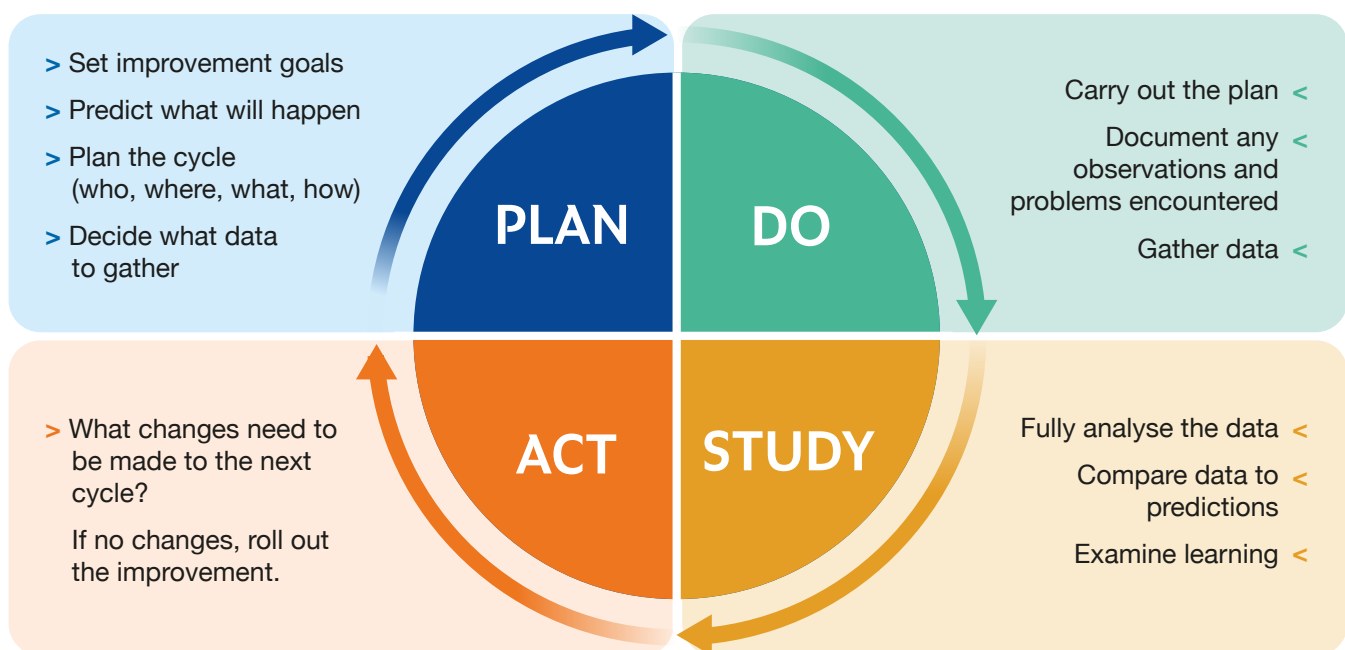 > Set improvement goals
> Predict what will happen
> Plan the cycle
(who, where, what, how)
> Decide what data
to gather
PLAN
DO
Carry out the plan <
Document any <
observations and
problems encountered
Gather data <
> What changes need to
be made to the next
cycle?
If no changes, roll out
the improvement.
ACT
STUDY
Fully analyse the data <
Compare data to <
predictions
Examine learning <